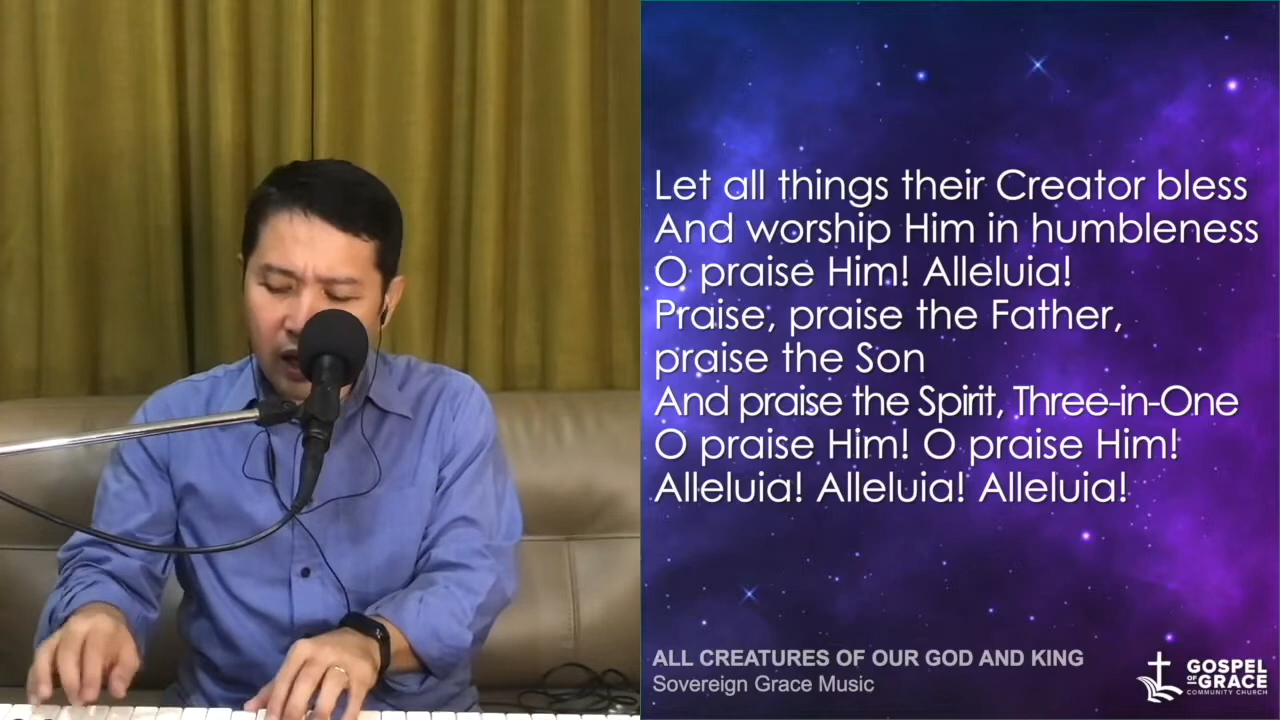 Let all things their Creator bless
And worship Him in humbleness
O praise Him! Alleluia!
Praise, praise the Father,
praise the Son
And praise the Spirit, Three-in-One
O praise Him! O praise Him!
Alleluia! Alleluia! Alleluia!
ALL CREATURES OF OUR GOD AND KING
Sovereign Grace Music
GOSPEL
OF GRACE
COMMUNITY CHURCH